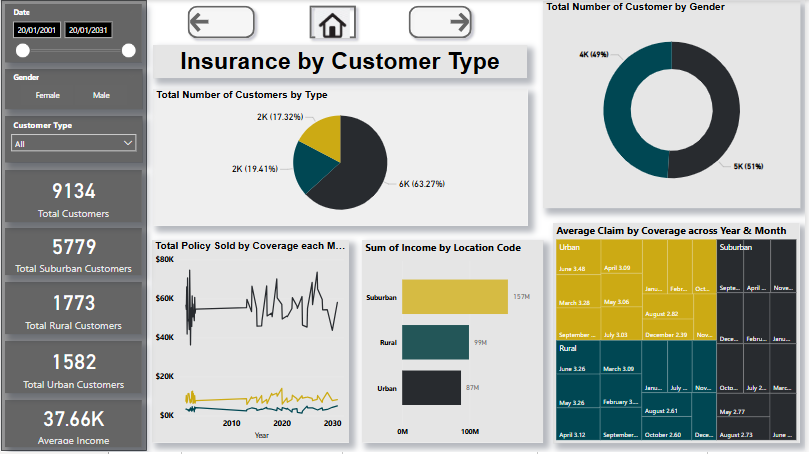 Date
20/01/2001 20/01/2031
Gender
Female Male
Customer Type
All
9134
Total Customers
5779
Total Suburban Customers
1773
Total Rural Customers
1582
Total Urban Customers
37.66K
Average Income
Insurance by Customer Type
Total Number of Customers by Type
2K (17.32%)
2K (19.41%)
6K (63.27%)
Total Number of Customer by Gender
4K (49%)
5K (51%)
Total Policy Sold by Coverage each M...
$80K
$60K
$40K
$20K
$0K
2010 2020 2030
Year
Sum of Income by Location Code
Suburban 157M
Rural 99M
Urban 87M
0M 100M
Average Claim by Coverage across Year & Month
Urban
June 3.48 April 3.09 Janu... Febr... Oct...
March 3.28 May 3.06 August 2.82
September ... July 3.03 December 2.39 Nov...
Suburban
Septe... April ... Nove...
Dece... Febru... Janu...
Octo... July 2... Marc...
May 2.77
August 2.73 June ...
Rural
June 3.26 March 3.09 Janu... July ... Nov...
May 3.26 February 3.... August 2.61
April 3.12 September... October 2.60 Dece...